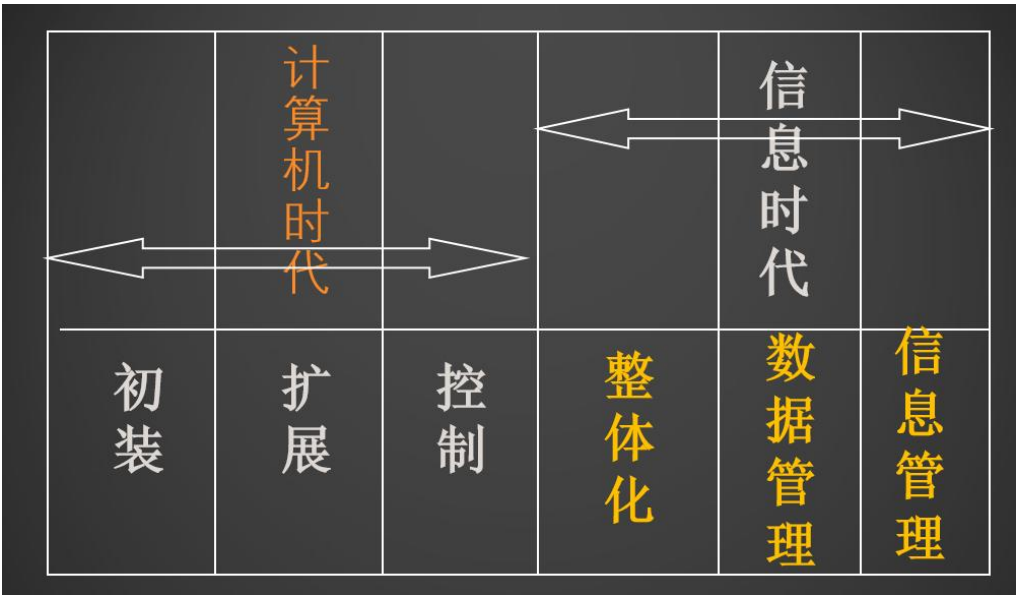 计算机时代
信息时代
初装
扩展
控制
整体化
数据管理
信息管理